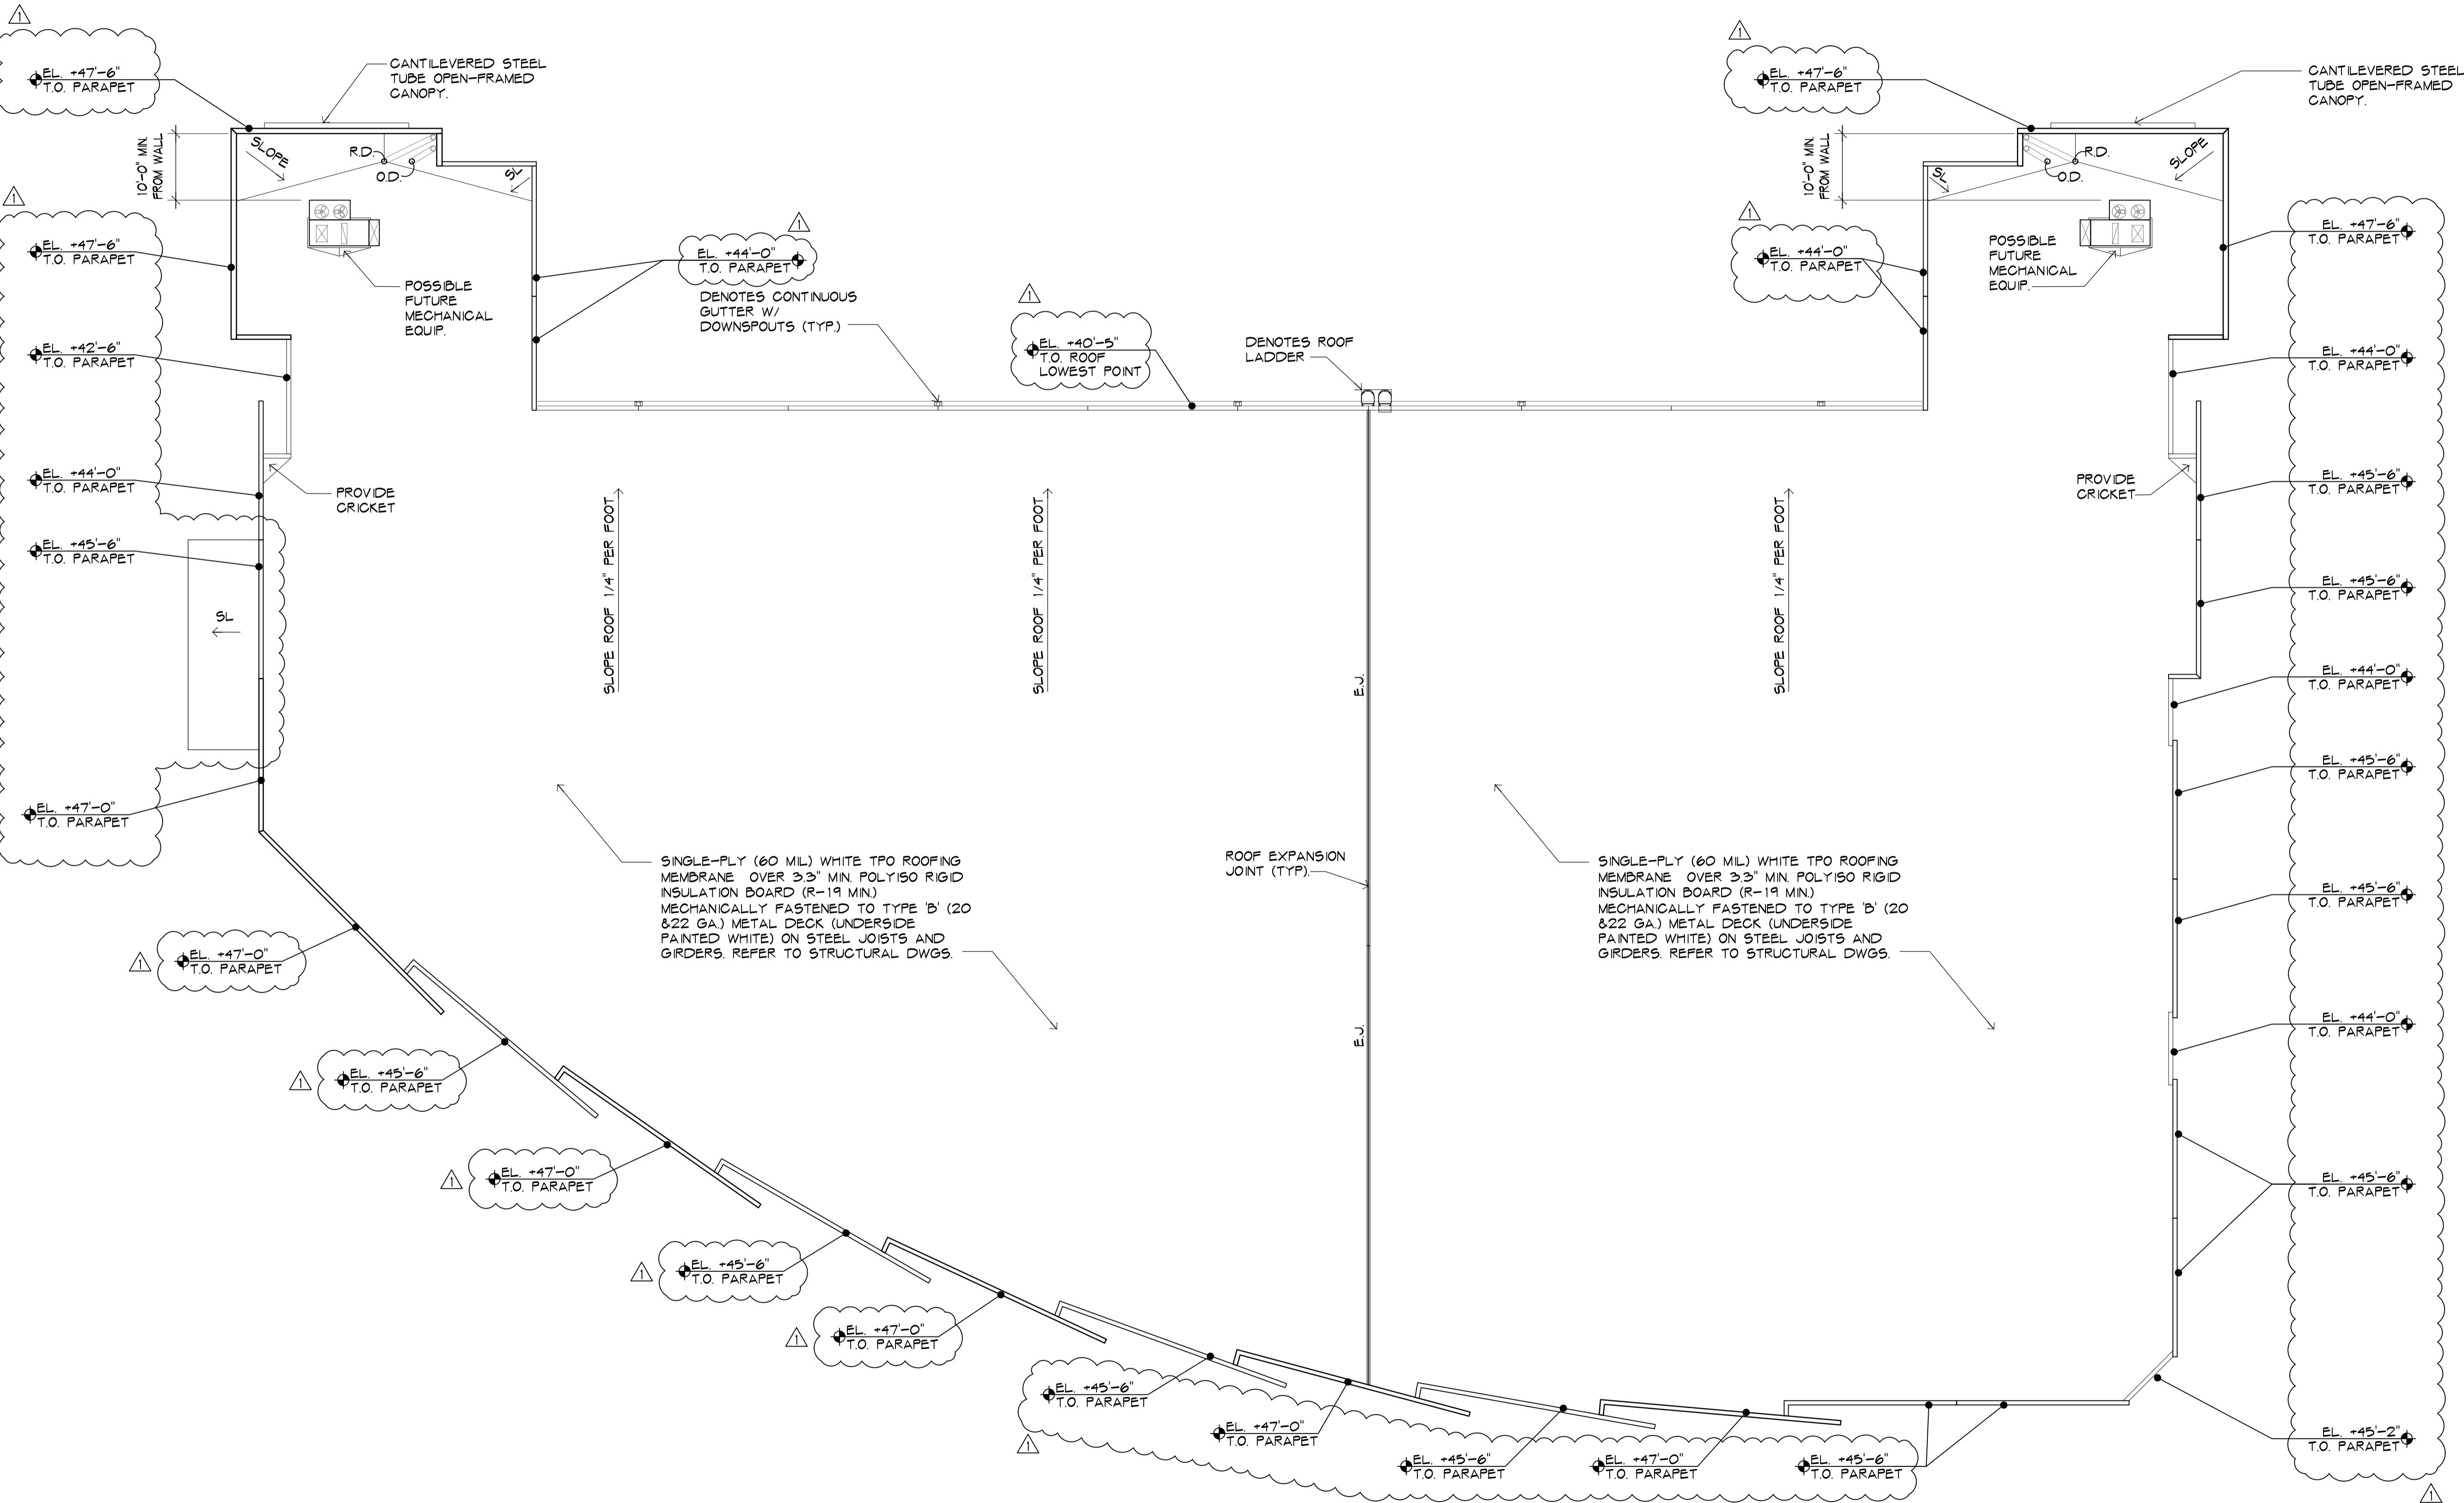 1
EL. +47'-6"
T.O. PARAPET
CANTILEVERED STEEL
TUBE OPEN-FRAMED
CANOPY.
1
EL. +47'-6"
T.O. PARAPET
CANTILEVERED STEEL
TUBE OPEN-FRAMED
CANOPY.
10'-0" MIN.
FROM WALL
SLOPE
R.D.
O.D.
SL
10'-0" MIN.
FROM WALL
SL
R.D.
O.D.
SLOPE
1
EL. +47'-6"
T.O. PARAPET
EL. +42'-6"
T.O. PARAPET
EL. +44'-0"
T.O. PARAPET
EL. +45'-6"
T.O. PARAPET
SL
EL. +47'-0"
T.O. PARAPET
POSSIBLE
FUTURE
MECHANICAL
EQUIP.
PROVIDE
CRICKET
1
EL. +44'-0"
T.O. PARAPET
DENOTES CONTINUOUS
GUTTER W/
DOWNSPOUTS (TYP.)
1
EL. +40'-5"
T.O. ROOF
LOWEST POINT
DENOTES ROOF
LADDER
1
EL. +44'-0"
T.O. PARAPET
POSSIBLE
FUTURE
MECHANICAL
EQUIP.
PROVIDE
CRICKET
SLOPE ROOF 1/4" PER FOOT
SLOPE ROOF 1/4" PER FOOT
E.J.
SLOPE ROOF 1/4" PER FOOT
SINGLE-PLY (60 MIL) WHITE TPO ROOFING
MEMBRANE OVER 3.3" MIN. POLYISO RIGID
INSULATION BOARD (R-19 MIN.)
MECHANICALLY FASTENED TO TYPE 'B' (20
&22 GA.) METAL DECK (UNDERSIDE
PAINTED WHITE) ON STEEL JOISTS AND
GIRDERS. REFER TO STRUCTURAL DWGS.
ROOF EXPANSION
JOINT (TYP).
E.J.
SINGLE-PLY (60 MIL) WHITE TPO ROOFING
MEMBRANE OVER 3.3" MIN. POLYISO RIGID
INSULATION BOARD (R-19 MIN.)
MECHANICALLY FASTENED TO TYPE 'B' (20
&22 GA.) METAL DECK (UNDERSIDE
PAINTED WHITE) ON STEEL JOISTS AND
GIRDERS. REFER TO STRUCTURAL DWGS.
EL. +47'-6"
T.O. PARAPET
EL. +44'-0"
T.O. PARAPET
EL. +45'-6"
T.O. PARAPET
EL. +45'-6"
T.O. PARAPET
EL. +44'-0"
T.O. PARAPET
EL. +45'-6"
T.O. PARAPET
EL. +45'-6"
T.O. PARAPET
EL. +44'-0"
T.O. PARAPET
EL. +45'-6"
T.O. PARAPET
EL. +45'-2"
T.O. PARAPET
1
1
EL. +47'-0"
T.O. PARAPET
1
EL. +45'-6"
T.O. PARAPET
1
EL. +47'-0"
T.O. PARAPET
1
EL. +45'-6"
T.O. PARAPET
1
EL. +47'-0"
T.O. PARAPET
1
EL. +45'-6"
T.O. PARAPET
EL. +47'-0"
T.O. PARAPET
EL. +45'-6"
T.O. PARAPET
EL. +47'-0"
T.O. PARAPET
EL. +45'-6"
T.O. PARAPET